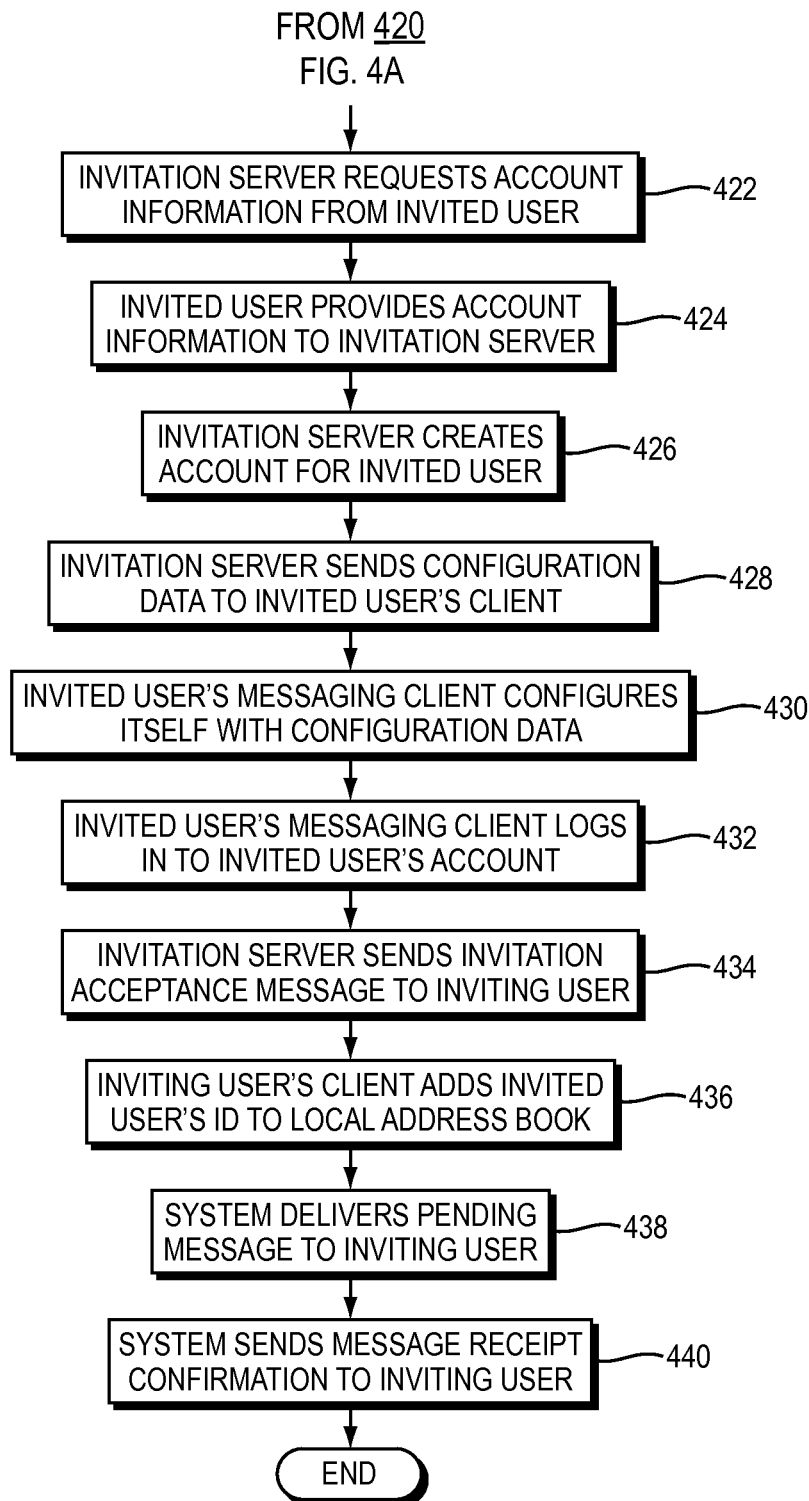 FROM 420
FIG. 4A
INVITATION SERVER REQUESTS ACCOUNT
INFORMATION FROM INVITED USER
422
INVITED USER PROVIDES ACCOUNT
INFORMATION TO INVITATION SERVER
424
INVITATION SERVER CREATES
ACCOUNT FOR INVITED USER
426
INVITATION SERVER SENDS CONFIGURATION
DATA TO INVITED USER'S CLIENT
428
INVITED USER'S MESSAGING CLIENT CONFIGURES
ITSELF WITH CONFIGURATION DATA
430
INVITED USER'S MESSAGING CLIENT LOGS
IN TO INVITED USER'S ACCOUNT
432
INVITATION SERVER SENDS INVITATION
ACCEPTANCE MESSAGE TO INVITING USER
434
INVITING USER'S CLIENT ADDS INVITED
USER'S ID TO LOCAL ADDRESS BOOK
436
SYSTEM DELIVERS PENDING
MESSAGE TO INVITING USER
438
SYSTEM SENDS MESSAGE RECEIPT
CONFIRMATION TO INVITING USER
440
END